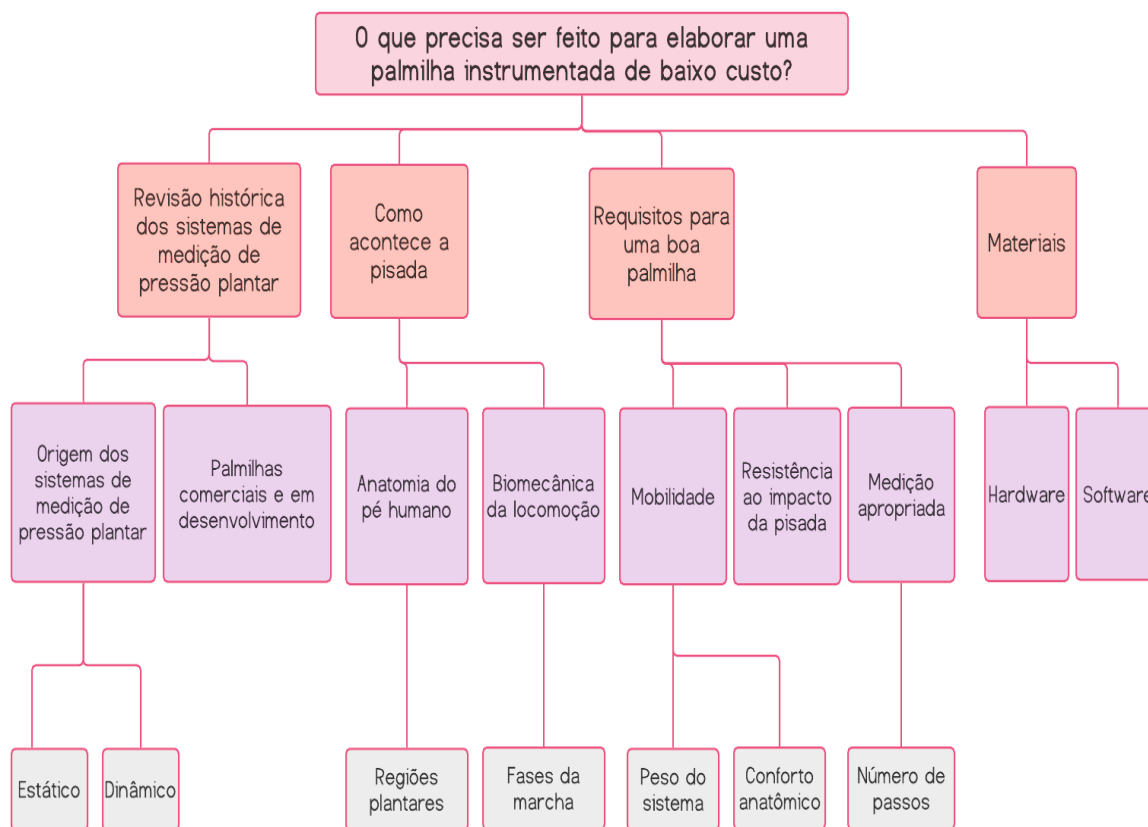 O que precisa ser feito para elaborar uma
palmilha instrumentada de baixo custo?
Revisão histórica
dos sistemas de
medição de
pressão plantar
Como
acontece a
pisada
Requisitos para
uma boa
palmilha
Materiais
Origem dos
sistemas de
medição de
pressão plantar
Palmilhas
comerciais e em
desenvolvimento
Anatomia do
pé humano
Biomecânica
da locomoção
Mobilidade
Resistência
ao impacto
da pisada
Medição
apropriada
Hardware
Software
Estático
Dinâmico
Regiões
plantares
Fases da
marcha
Peso do
sistema
Conforto
anatômico
Número de
passos